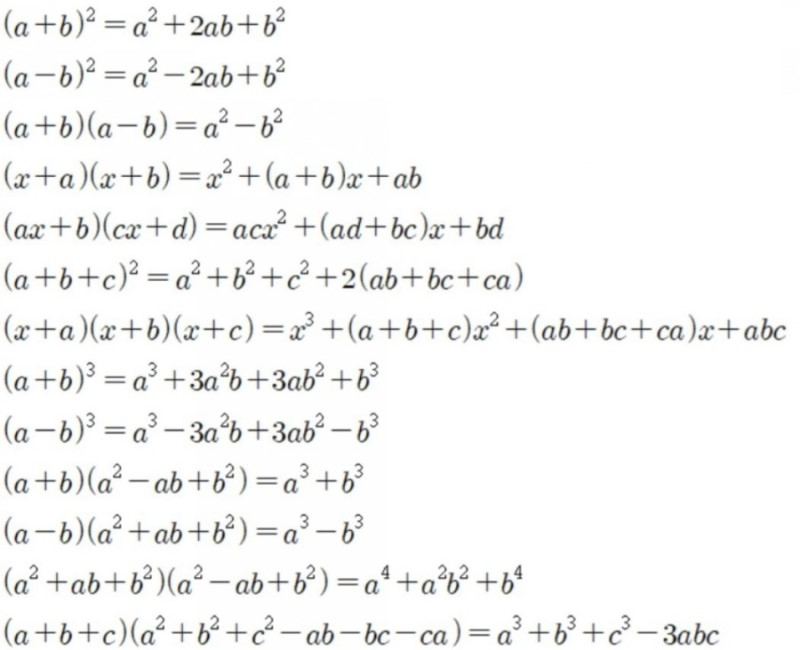 (a+b)² = a² + 2ab + b²
(a−b)² = a² − 2ab + b²
(a+b)(a−b) = a² − b²
(x+a)(x+b) = x² + (a+b)x + ab
(ax+b)(cx+d) = acx² + (ad+bc)x + bd
(a+b+c)² = a² + b² + c² + 2(ab+bc+ca)
(x+a)(x+b)(x+c) = x³ + (a+b+c)x² + (ab+bc+ca)x + abc
(a+b)³ = a³ + 3a²b + 3ab² + b³
(a−b)³ = a³ − 3a²b + 3ab² − b³
(a+b)(a² − ab + b²) = a³ + b³
(a−b)(a² + ab + b²) = a³ − b³
(a² + ab + b²)(a² − ab + b²) = a⁴ + a²b² + b⁴
(a+b+c)(a² + b² + c² − ab − bc − ca) = a³ + b³ + c³ − 3abc